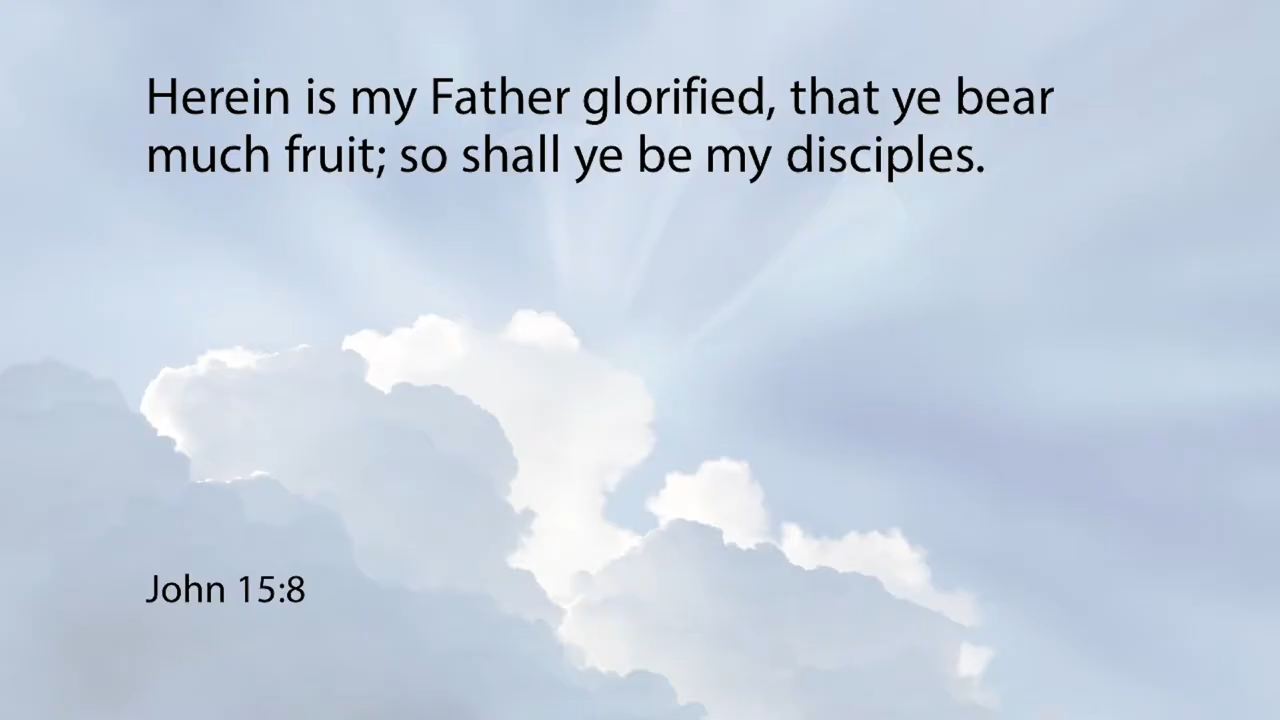 Herein is my Father glorified, that ye bear
much fruit; so shall ye be my disciples.
John 15:8